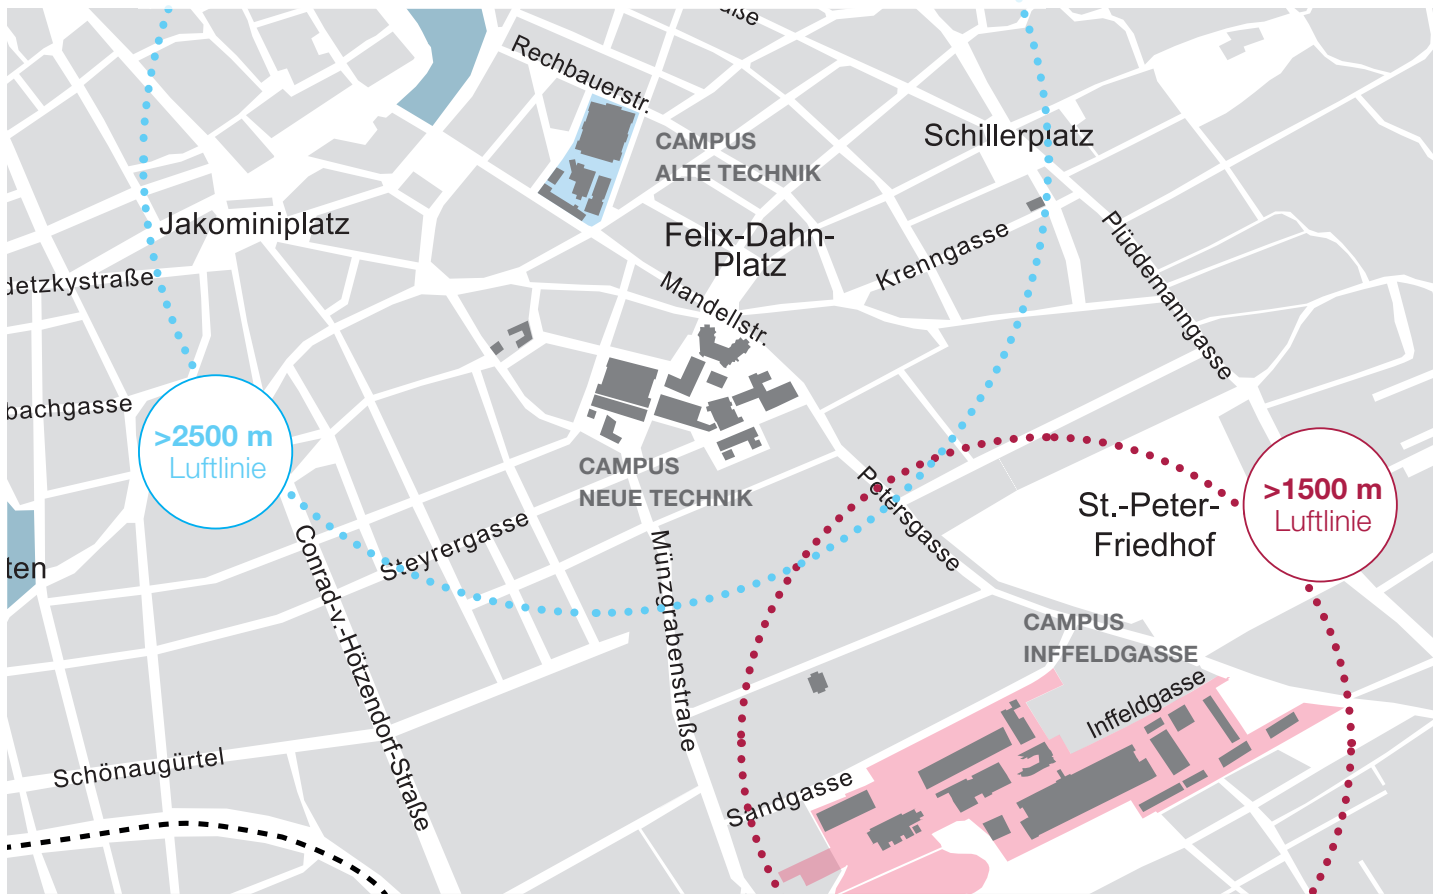 Rechbauerstr.
CAMPUS
ALTE TECHNIK
Schillerplatz
Jakominiplatz
Felix-Dahn-
Platz
Krenngasse
Plüddemanngasse
Mandellstr.
>2500 m
Luftlinie
CAMPUS
NEUE TECHNIK
Petersgasse
St.-Peter-
Friedhof
>1500 m
Luftlinie
Steyrergasse
Conrad-v.-Hötzendorf-Straße
Münzgrabenstraße
CAMPUS
INFFELDGASSE
Inffeldgasse
Schönaugürtel
Sandgasse
detzkystraße
bachgasse
ten